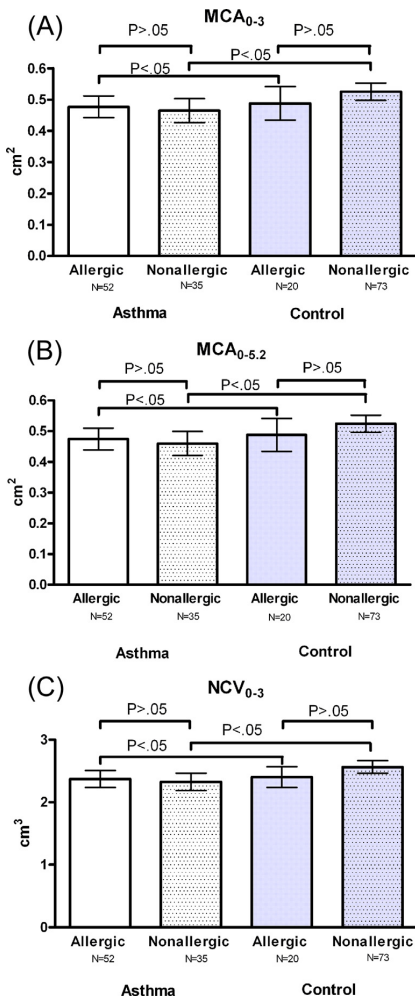 (A) MCA0-3
P>.05 P>.05
P<.05 P<.05
0.6
0.5
0.4
0.3
0.2
0.1
0.0
cm²
Allergic Nonallergic Allergic Nonallergic
N=52 N=35 N=20 N=73
Asthma Control
(B) MCA0-5.2
P>.05 P>.05
P<.05 P<.05
0.6
0.5
0.4
0.3
0.2
0.1
0.0
cm²
Allergic Nonallergic Allergic Nonallergic
N=52 N=35 N=20 N=73
Asthma Control
(C) NCV0-3
P>.05 P>.05
P<.05 P<.05
3
2
1
0
cm³
Allergic Nonallergic Allergic Nonallergic
N=52 N=35 N=20 N=73
Asthma Control